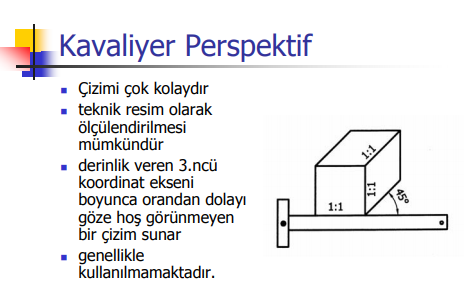 Kavaliyer Perspektif
Çizimi çok kolaydır
teknik resim olarak
ölçülendirilmesi
mümkündür
derinlik veren 3.ncü
koordinat ekseni
boyunca orandan dolayı
göze hoş görünmeyen
bir çizim sunar
genellikle
kullanılmamaktadır.
1:1
1:1
1:1
45°